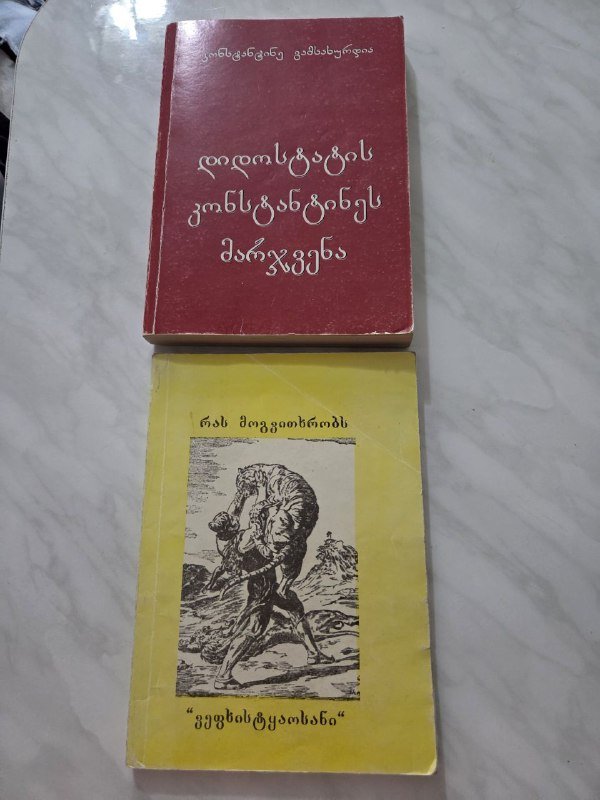 კონსტანტინე გამსახურდია
დიდოსტატის
კონსტანტინეს
მარჯვენა
რას მოგვითხრობს
“ვეფხისტყაოსანი“